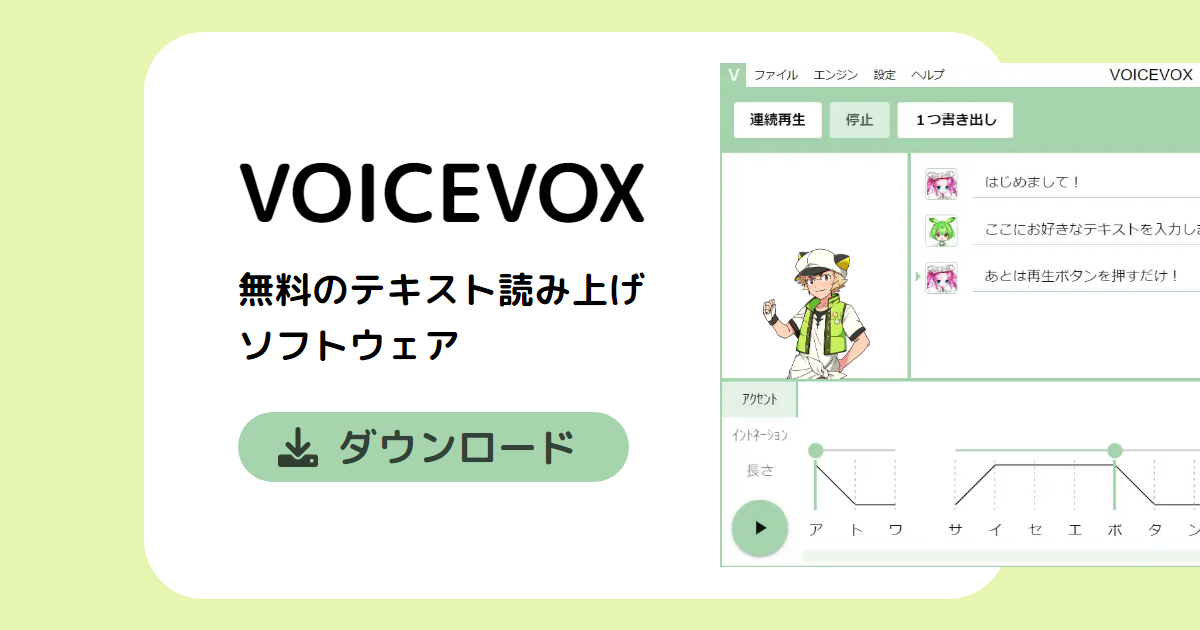 VOICEVOX
無料のテキスト読み上げ
ソフトウェア
ダウンロード
V ファイル エンジン 設定 ヘルプ VOICEVOX
連続再生 停止 1つ書き出し
はじめまして！
ここにお好きなテキストを入力しま
あとは再生ボタンを押すだけ！
アクセント
イントネーション
長さ
ア ト ワ サ イ セ エ ボ タ ン